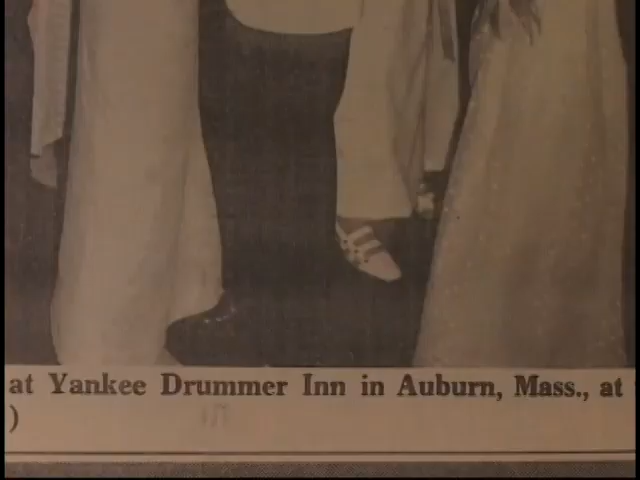 at Yankee Drummer Inn in Auburn, Mass., at
)